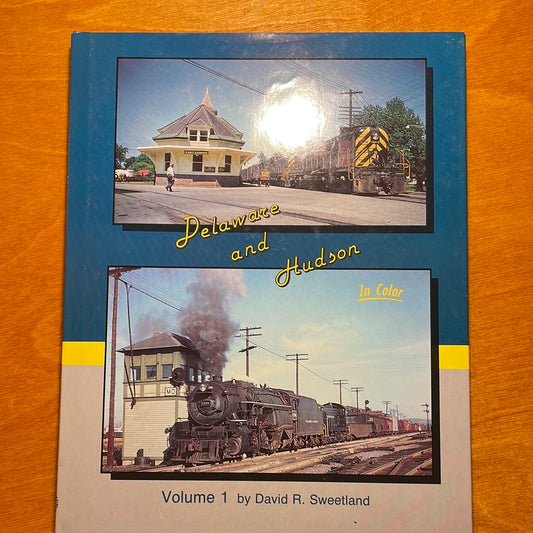 Delaware
and
Hudson
In Color
Volume 1 by David R. Sweetland